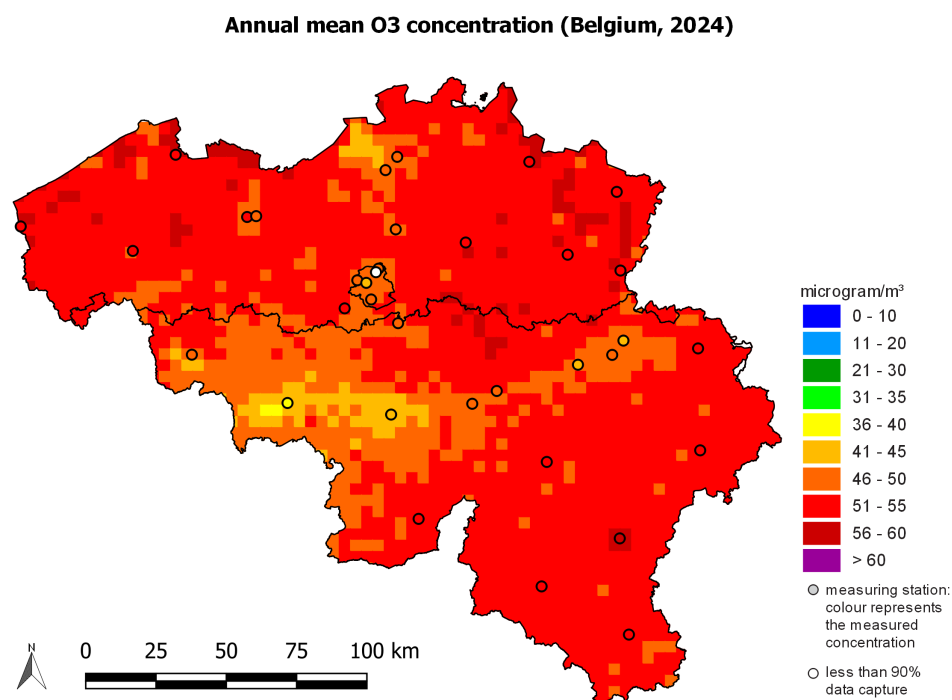 Annual mean O3 concentration (Belgium, 2024)
microgram/m³
0 - 10
11 - 20
21 - 30
31 - 35
36 - 40
41 - 45
46 - 50
51 - 55
56 - 60
> 60
measuring station:
colour represents
the measured
concentration
less than 90%
data capture
N
0 25 50 75 100 km